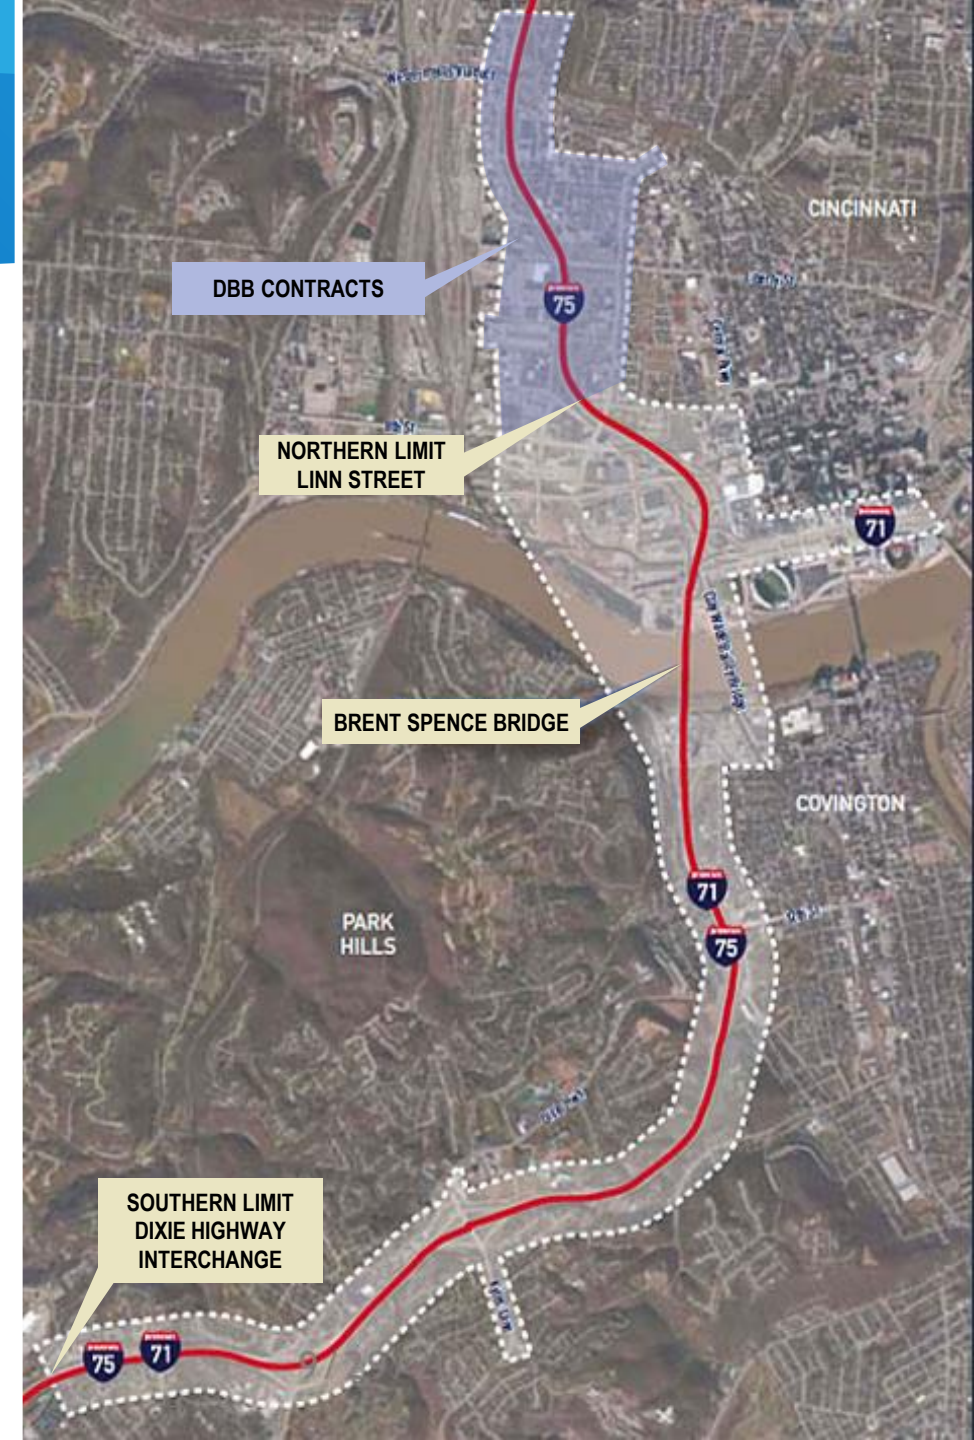 CINCINNATI
DBB CONTRACTS
75
NORTHERN LIMIT
LINN STREET
71
BRENT SPENCE BRIDGE
COVINGTON
71
75
PARK
HILLS
SOUTHERN LIMIT
DIXIE HIGHWAY
INTERCHANGE
75
71